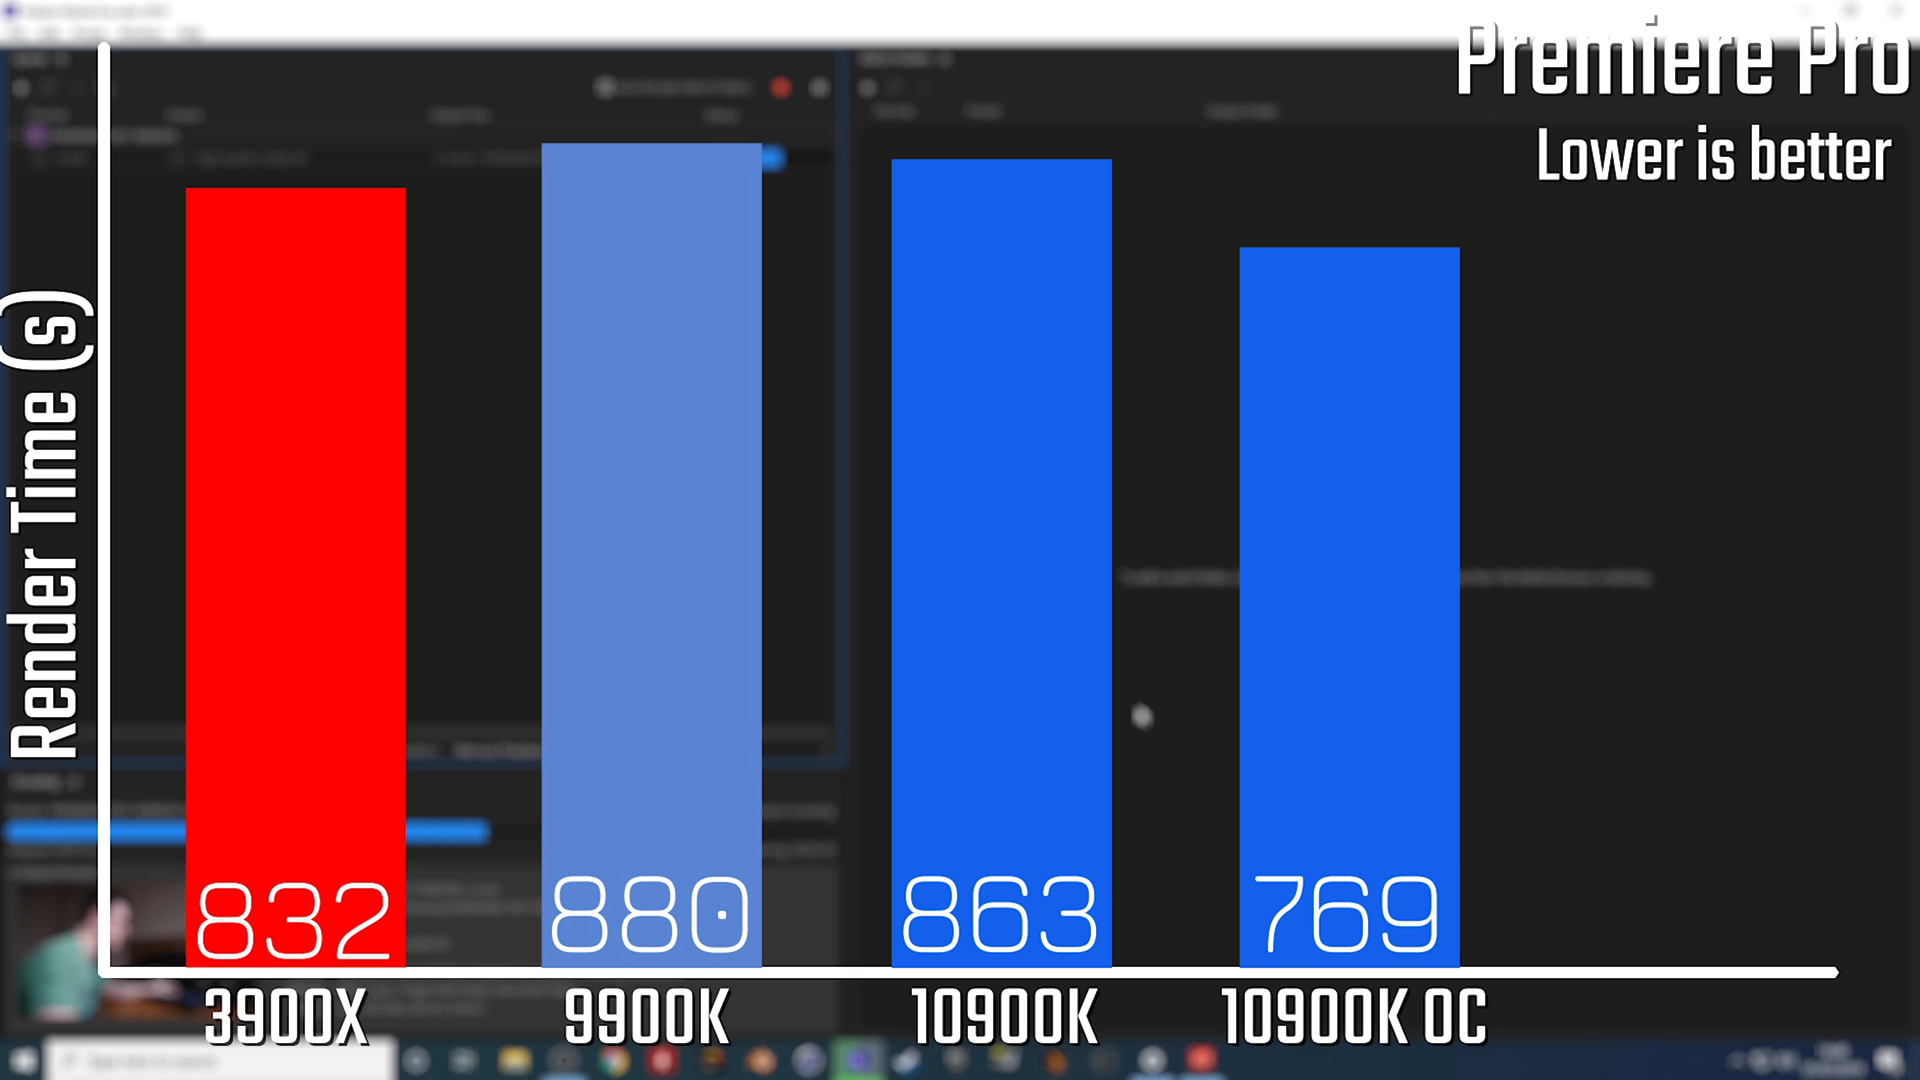 Premiere Pro
Lower is better
Render Time (s)
832
880
863
769
3900X
9900K
10900K
10900K OC